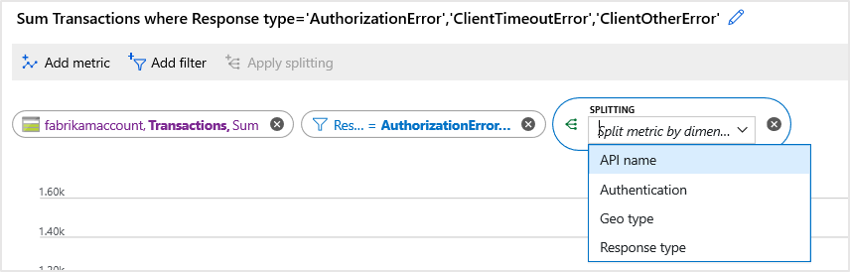 Sum Transactions where Response type='AuthorizationError','ClientTimeoutError','ClientOtherError'
Add metric Add filter Apply splitting
SPLITTING
fabrikamaccount, Transactions, Sum Res... = AuthorizationError... Split metric by dimen...
API name
Authentication
1.60k
Geo type
1.40k
Response type
1.20k